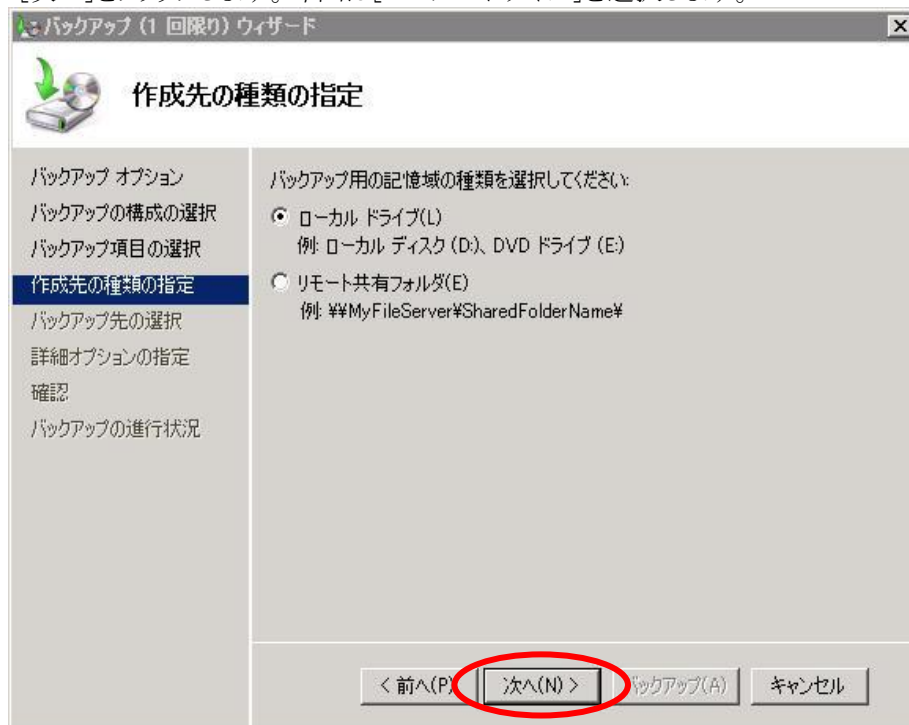 バックアップ (1 回限り) ウィザード
作成先の種類の指定
バックアップ オプション
バックアップの構成の選択
バックアップ項目の選択
作成先の種類の指定
バックアップ先の選択
詳細オプションの指定
確認
バックアップの進行状況
バックアップ用の記憶域の種類を選択してください:
ローカル ドライブ(L)
例: ローカル ディスク (D:)、DVD ドライブ (E:)
リモート共有フォルダ(E)
例: ¥¥MyFileServer¥SharedFolderName¥
< 前へ(P)
次へ(N) >
バックアップ(A)
キャンセル